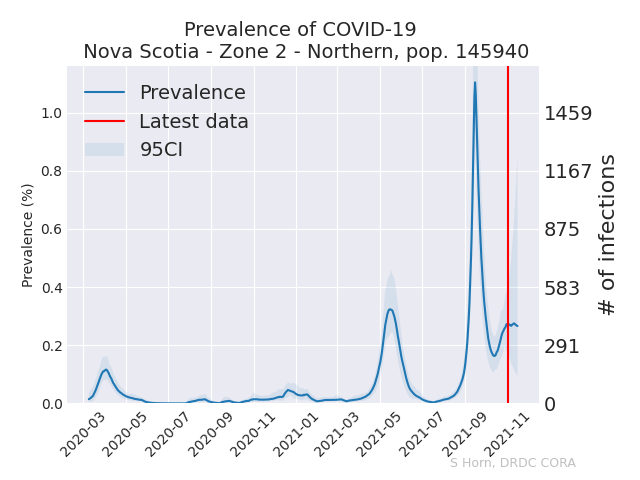 Prevalence of COVID-19
Nova Scotia - Zone 2 - Northern, pop. 145940
Prevalence
Latest data
95CI
Prevalence (%)
1.0
0.8
0.6
0.4
0.2
0.0
1459
1167
875
583
291
0
# of infections
2020-03
2020-05
2020-07
2020-09
2020-11
2021-01
2021-03
2021-05
2021-07
2021-09
2021-11
S Horn, DRDC CORA